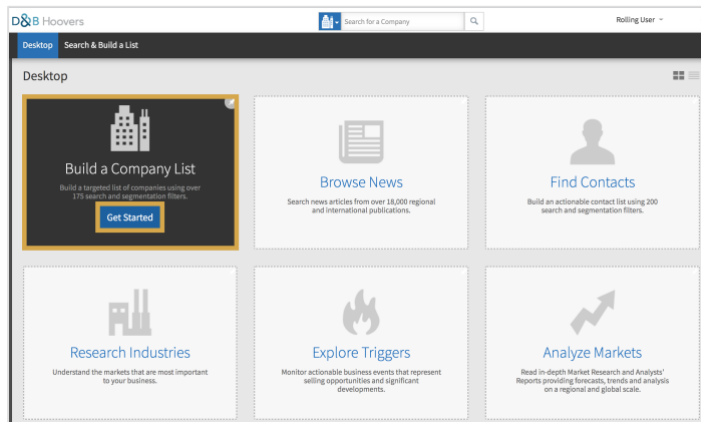 D&B Hoovers
Search for a Company
Rolling User
Desktop
Search & Build a List
Desktop
Build a Company List
Build a targeted list of companies using over
175 search and segmentation filters.
Get Started
Browse News
Search news articles from over 18,000 regional
and international publications.
Find Contacts
Build an actionable contact list using 200
search and segmentation filters.
Research Industries
Understand the markets that are most important
to your business.
Explore Triggers
Monitor actionable business events that represent
selling opportunities and significant
developments.
Analyze Markets
Read in-depth Market Research and Analysts'
Reports providing forecasts, trends and analysis
on a regional and global scale.